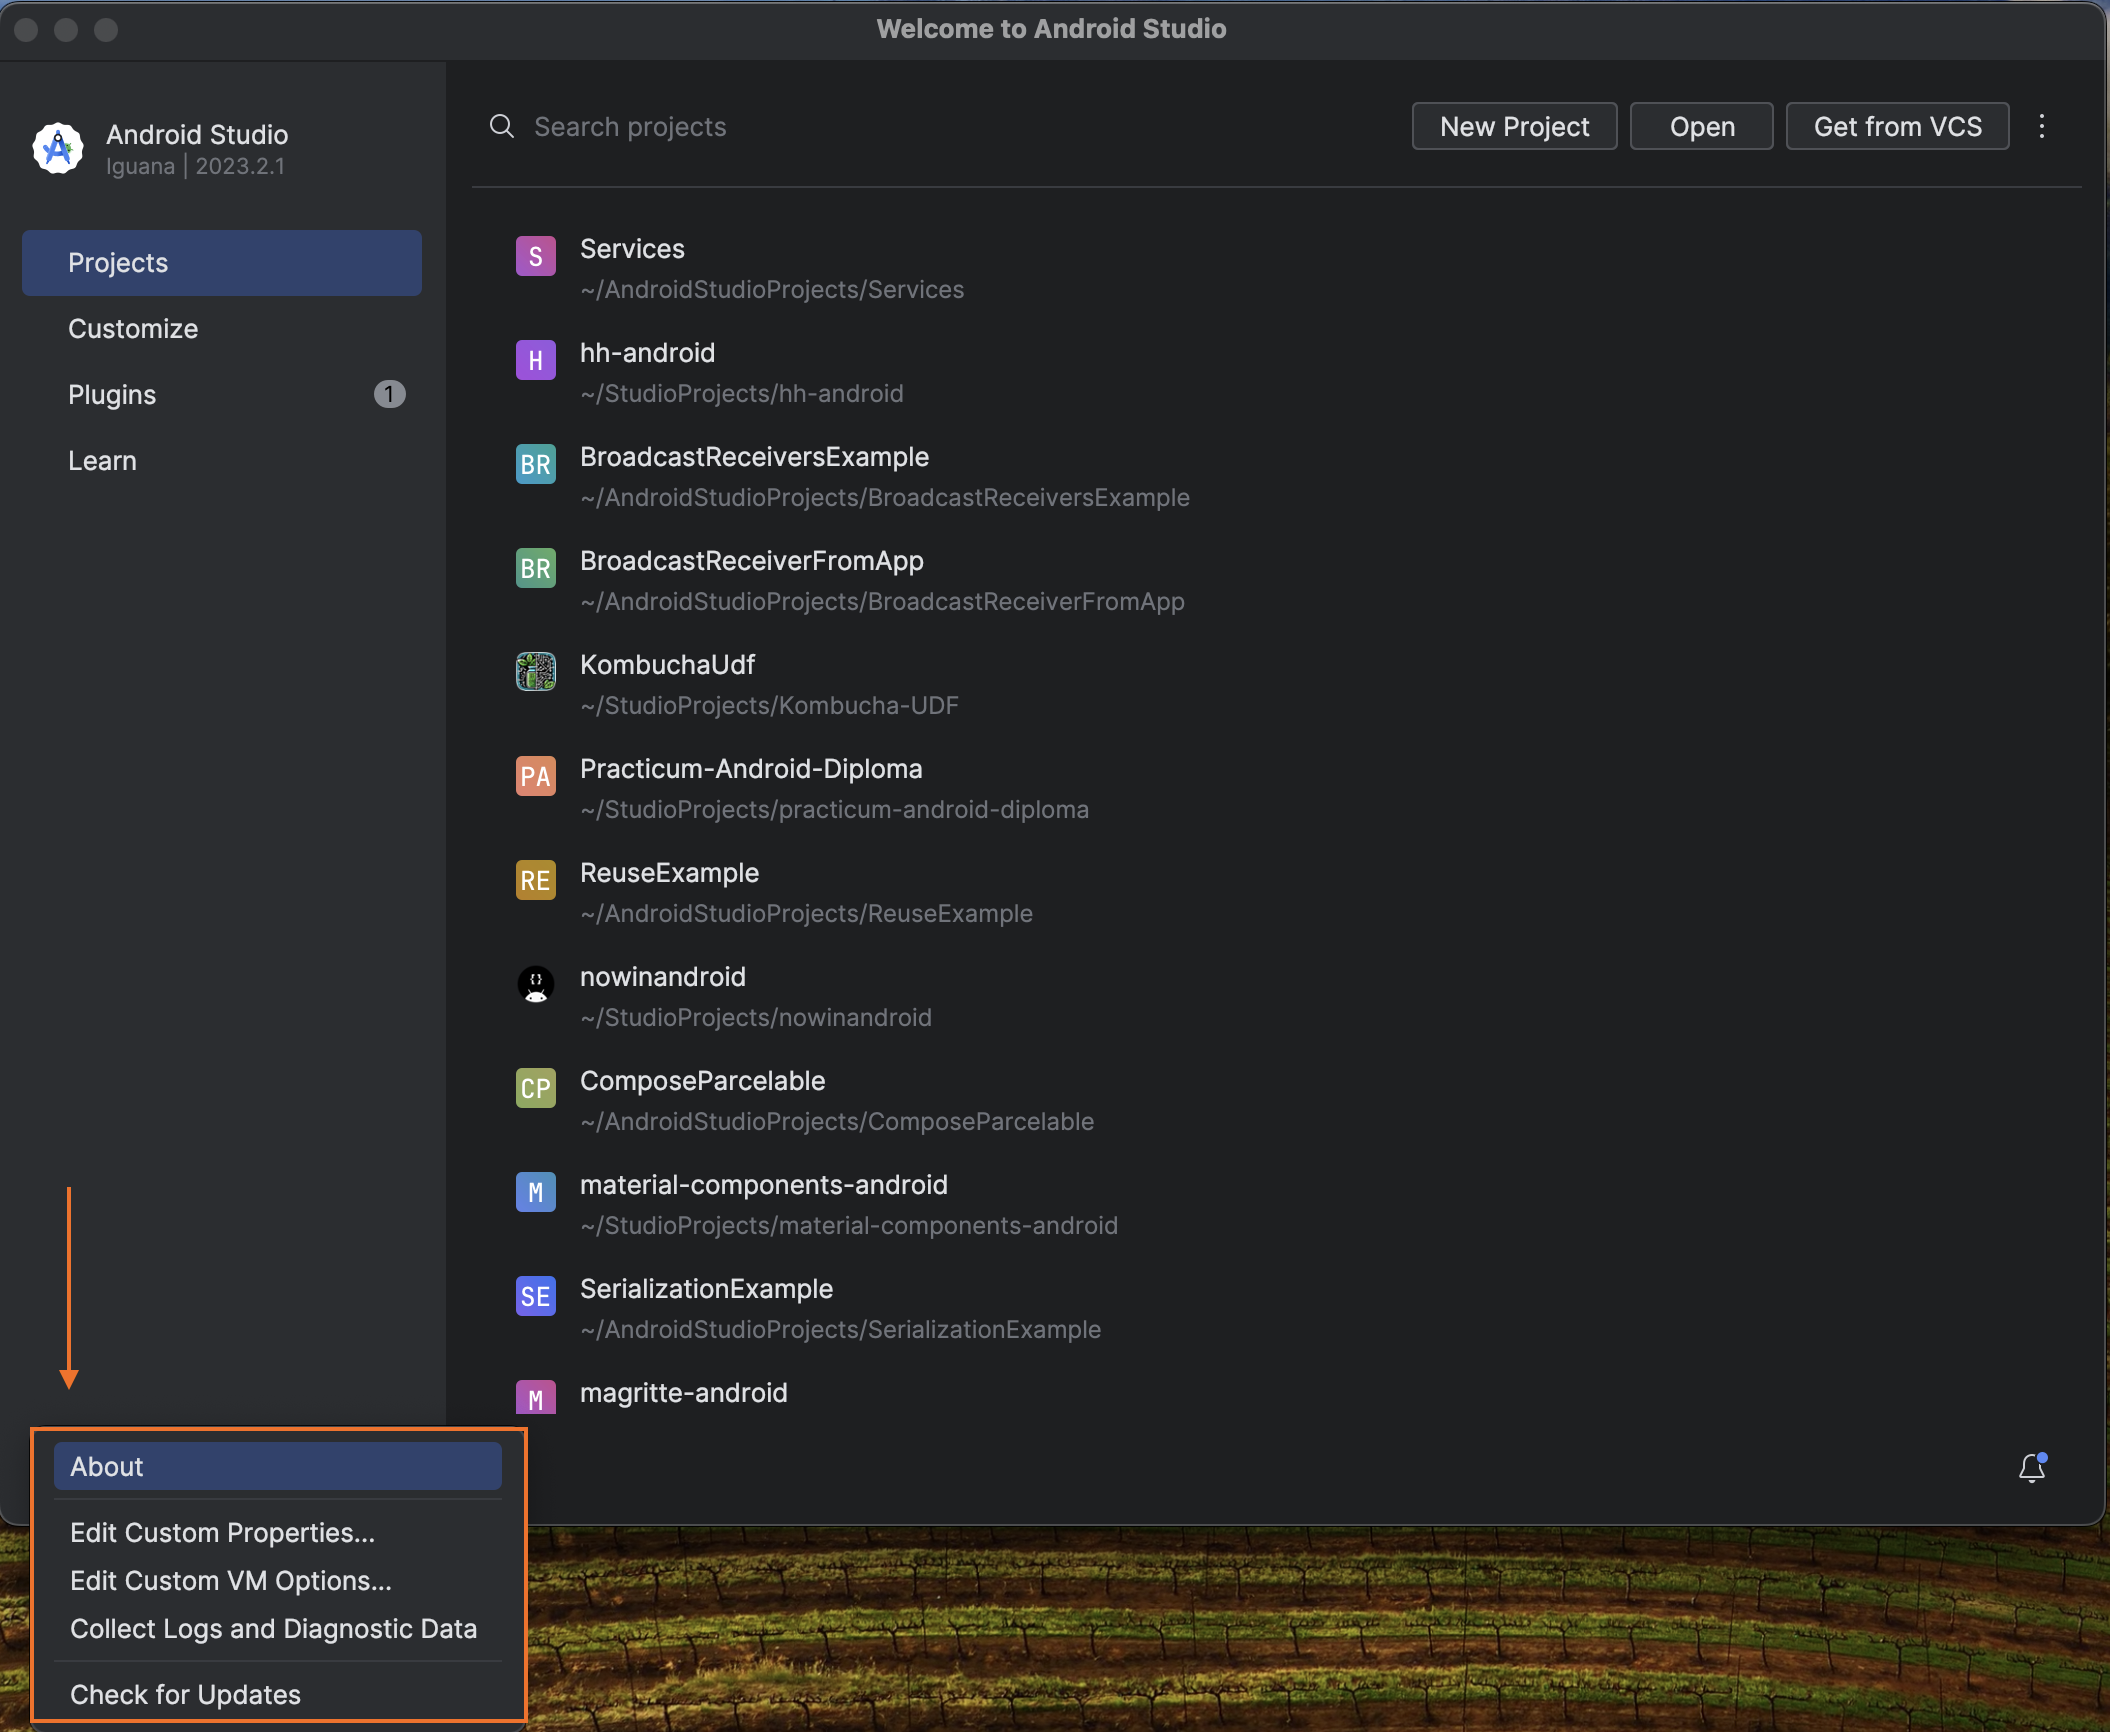 Welcome to Android Studio
Android Studio
Iguana | 2023.2.1
Projects
Customize
Plugins 1
Learn
Search projects
New Project Open Get from VCS
S Services
~/AndroidStudioProjects/Services
H hh-android
~/StudioProjects/hh-android
BR BroadcastReceiversExample
~/AndroidStudioProjects/BroadcastReceiversExample
BR BroadcastReceiverFromApp
~/AndroidStudioProjects/BroadcastReceiverFromApp
KombuchaUdf
~/StudioProjects/Kombucha-UDF
PA Practicum-Android-Diploma
~/StudioProjects/practicum-android-diploma
RE ReuseExample
~/AndroidStudioProjects/ReuseExample
nowinandroid
~/StudioProjects/nowinandroid
CP ComposeParcelable
~/AndroidStudioProjects/ComposeParcelable
M material-components-android
~/StudioProjects/material-components-android
SE SerializationExample
~/AndroidStudioProjects/SerializationExample
M magritte-android
About
Edit Custom Properties...
Edit Custom VM Options...
Collect Logs and Diagnostic Data
Check for Updates